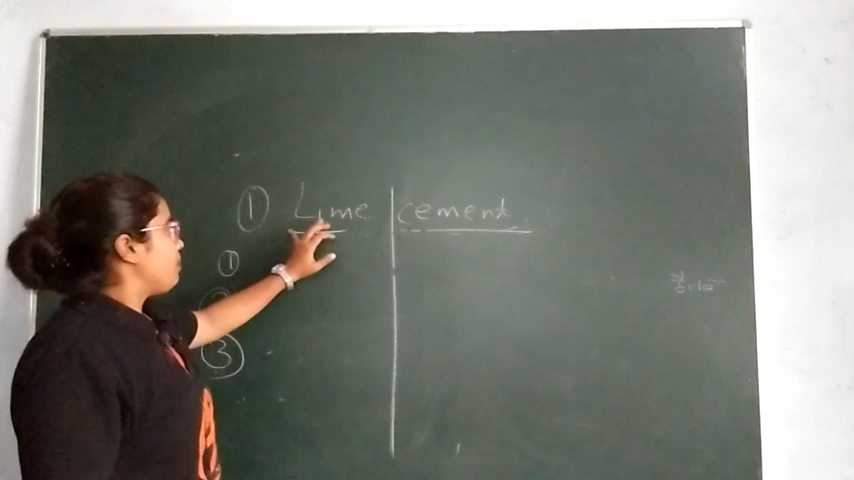 ① Lime cement
①
③